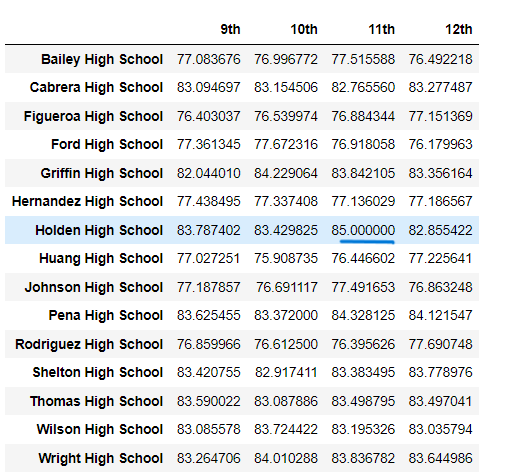 9th 10th 11th 12th
Bailey High School 77.083676 76.996772 77.515588 76.492218
Cabrera High School 83.094697 83.154506 82.765560 83.277487
Figueroa High School 76.403037 76.539974 76.884344 77.151369
Ford High School 77.361345 77.672316 76.918058 76.179963
Griffin High School 82.044010 84.229064 83.842105 83.356164
Hernandez High School 77.438495 77.337408 77.136029 77.186567
Holden High School 83.787402 83.429825 85.000000 82.855422
Huang High School 77.027251 75.908735 76.446602 77.225641
Johnson High School 77.187857 76.691117 77.491653 76.863248
Pena High School 83.625455 83.372000 84.328125 84.121547
Rodriguez High School 76.859966 76.612500 76.395626 77.690748
Shelton High School 83.420755 82.917411 83.383495 83.778976
Thomas High School 83.590022 83.087886 83.498795 83.497041
Wilson High School 83.085578 83.724422 83.195326 83.035794
Wright High School 83.264706 84.010288 83.836782 83.644986